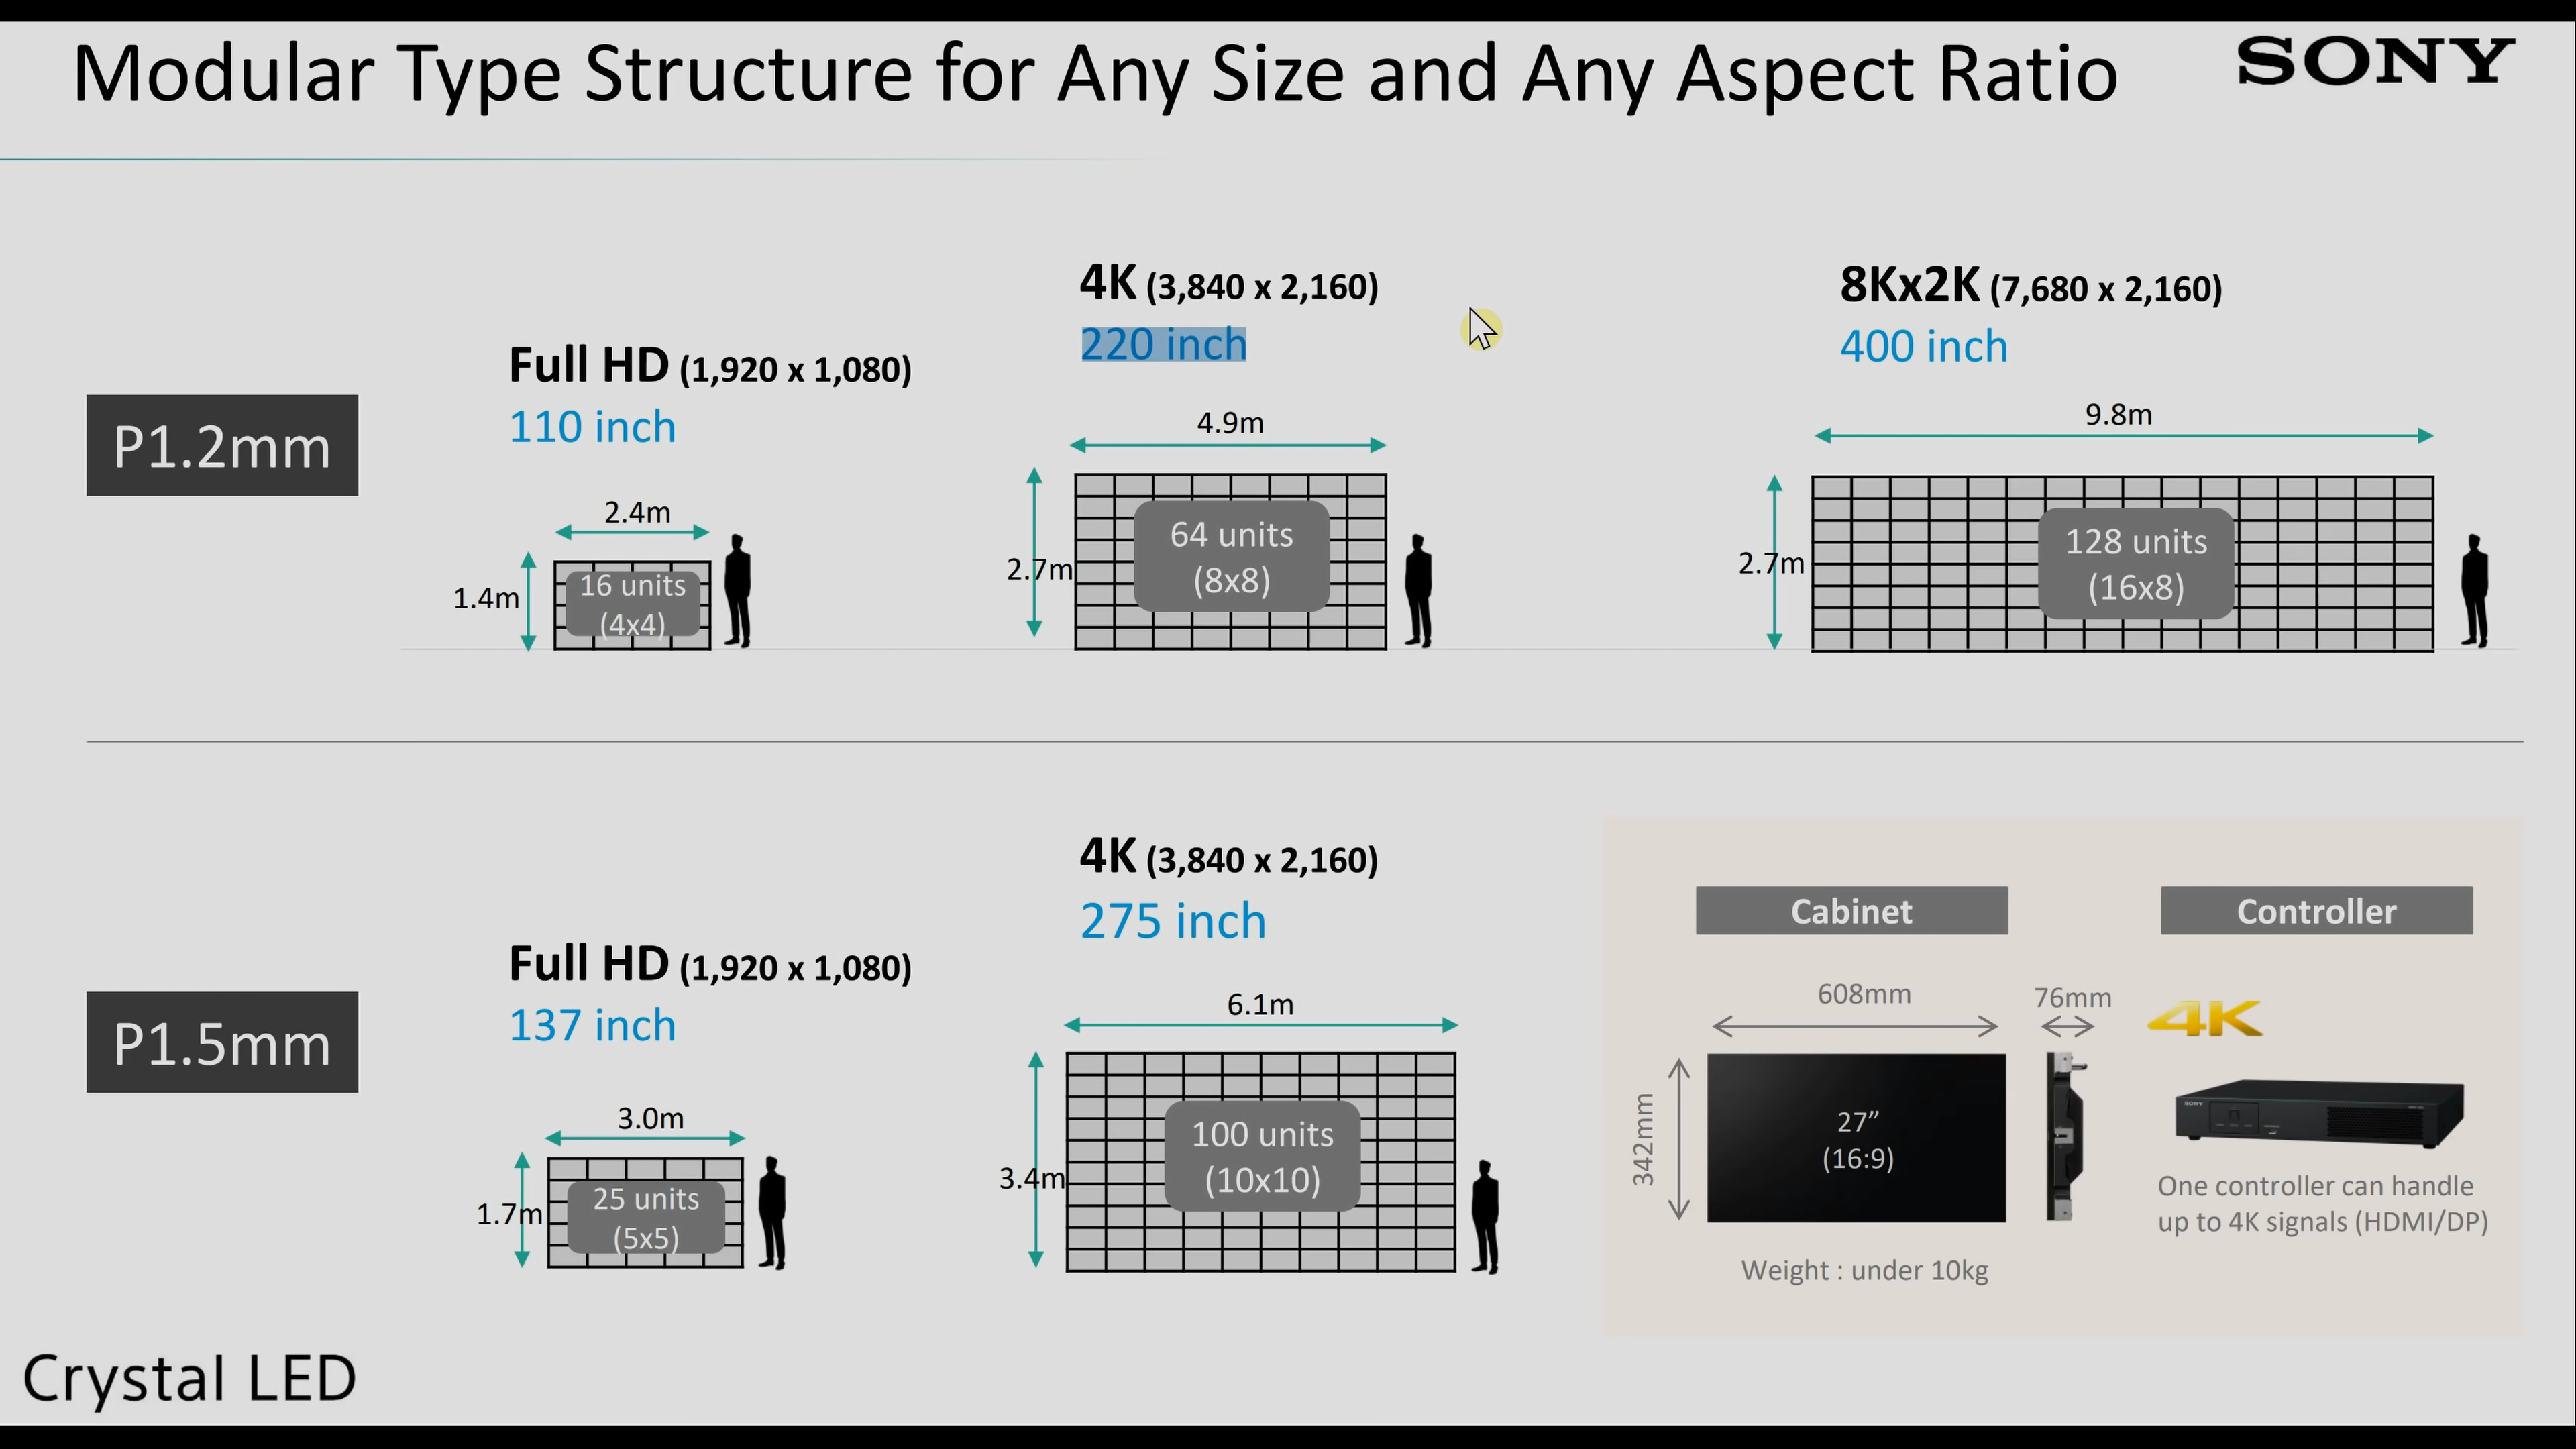 Modular Type Structure for Any Size and Any Aspect Ratio
SONY
P1.2mm
Full HD (1,920 x 1,080)
110 inch
2.4m
1.4m
16 units
(4x4)
4K (3,840 x 2,160)
220 inch
4.9m
2.7m
64 units
(8x8)
8Kx2K (7,680 x 2,160)
400 inch
9.8m
2.7m
128 units
(16x8)
P1.5mm
Full HD (1,920 x 1,080)
137 inch
3.0m
1.7m
25 units
(5x5)
4K (3,840 x 2,160)
275 inch
6.1m
3.4m
100 units
(10x10)
Cabinet
608mm
76mm
342mm
27”
(16:9)
Weight : under 10kg
Controller
4K
SONY
One controller can handle
up to 4K signals (HDMI/DP)
Crystal LED